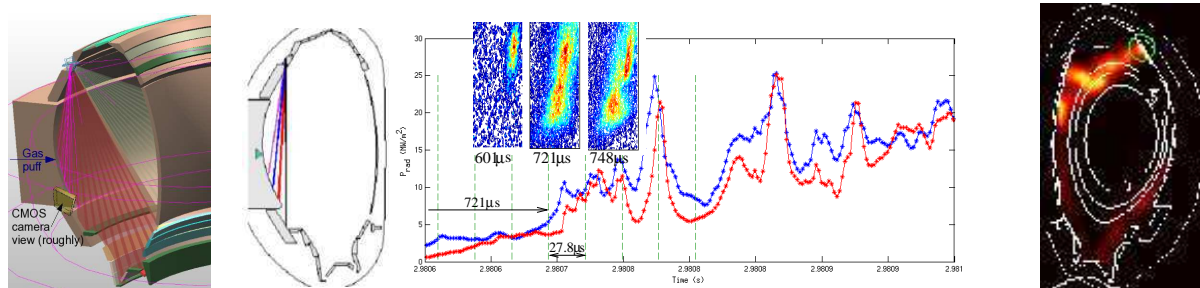 Gas
puff
CMOS
camera
view (roughly)
30
25
20
15
10
5
0
P_rad (MW/m²)
601μs
721μs
748μs
721μs
27.8μs
2.9806
2.9806
2.9807
2.9808
2.9808
2.9808
2.9809
2.9809
2.981
Time (s)